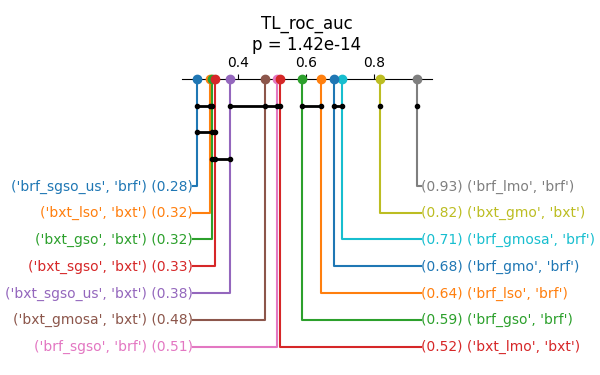 TL_roc_auc
p = 1.42e-14
0.4 0.6 0.8
('brf_sgso_us', 'brf') (0.28) (0.93) ('brf_lmo', 'brf')
('bxt_lso', 'bxt') (0.32) (0.82) ('bxt_gmo', 'bxt')
('bxt_gso', 'bxt') (0.32) (0.71) ('brf_gmosa', 'brf')
('bxt_sgso', 'bxt') (0.33) (0.68) ('brf_gmo', 'brf')
('bxt_sgso_us', 'bxt') (0.38) (0.64) ('brf_lso', 'brf')
('bxt_gmosa', 'bxt') (0.48) (0.59) ('brf_gso', 'brf')
('brf_sgso', 'brf') (0.51) (0.52) ('bxt_lmo', 'bxt')